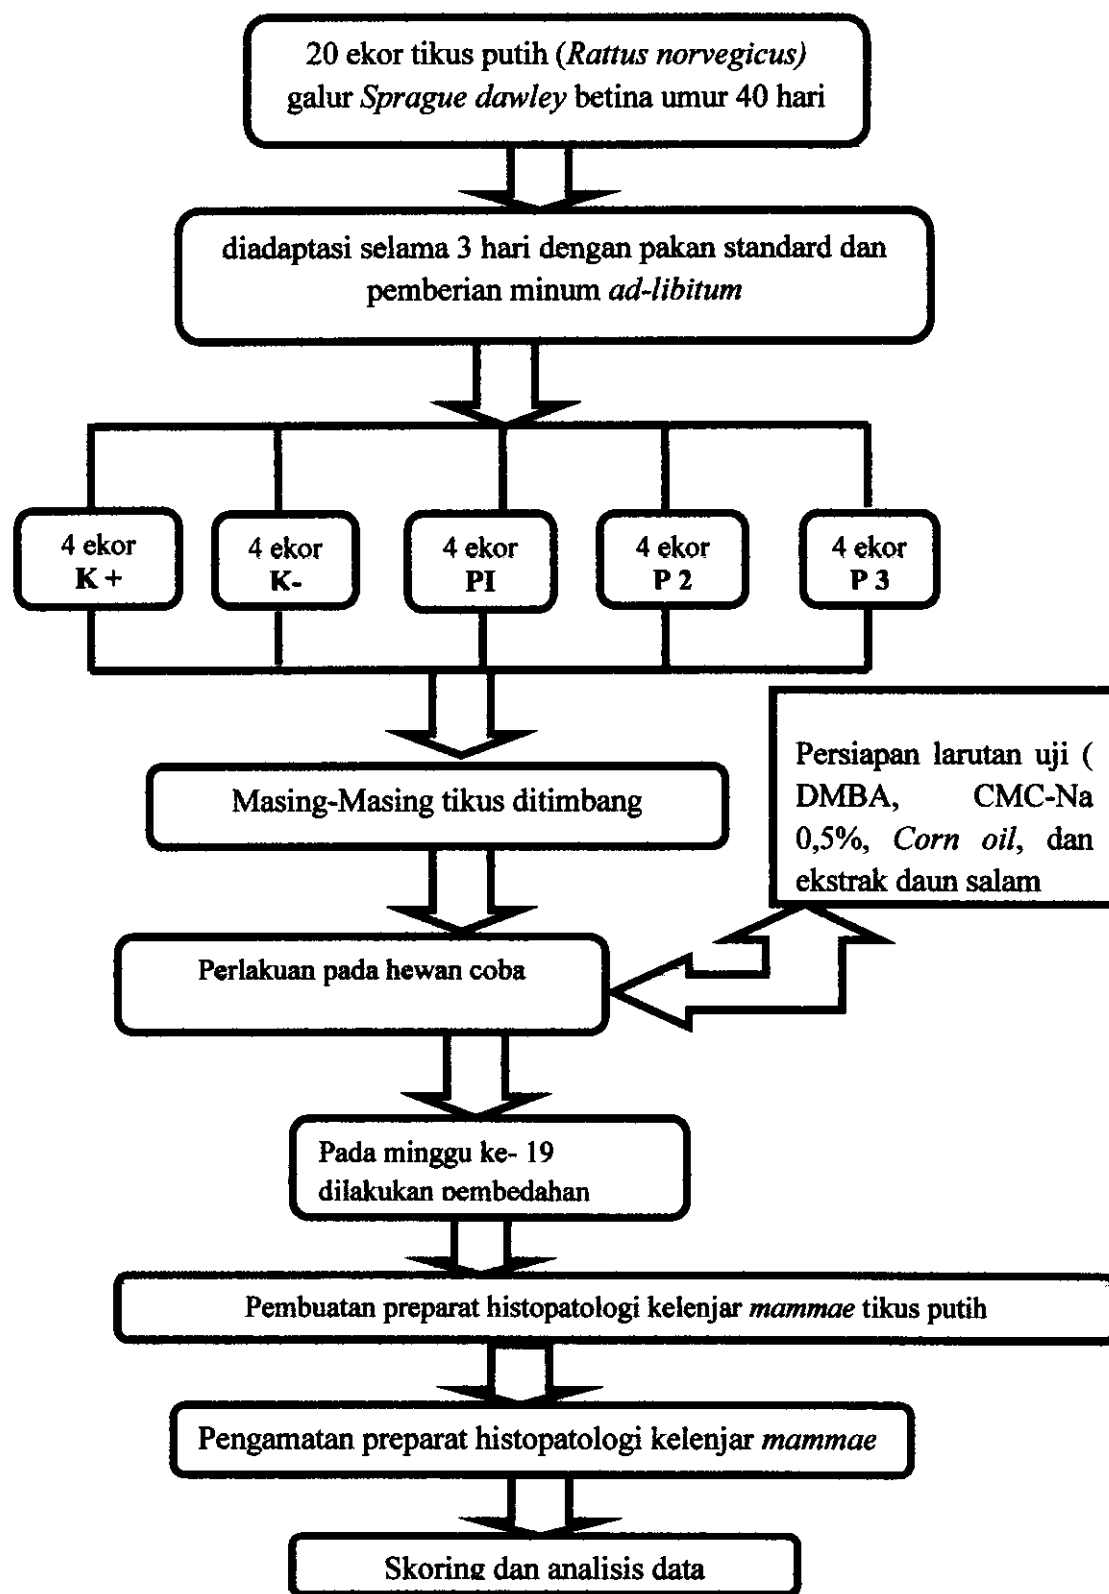 20 ekor tikus putih (Rattus norvegicus)
galur Sprague dawley betina umur 40 hari
diadaptasi selama 3 hari dengan pakan standard dan
pemberian minum ad-libitum
4 ekor
K +
4 ekor
K-
4 ekor
PI
4 ekor
P 2
4 ekor
P 3
Persiapan larutan uji (
DMBA, CMC-Na
0,5%, Corn oil, dan
ekstrak daun salam
Masing-Masing tikus ditimbang
Perlakuan pada hewan coba
Pada minggu ke- 19
dilakukan pembedahan
Pembuatan preparat histopatologi kelenjar mammae tikus putih
Pengamatan preparat histopatologi kelenjar mammae
Skoring dan analisis data